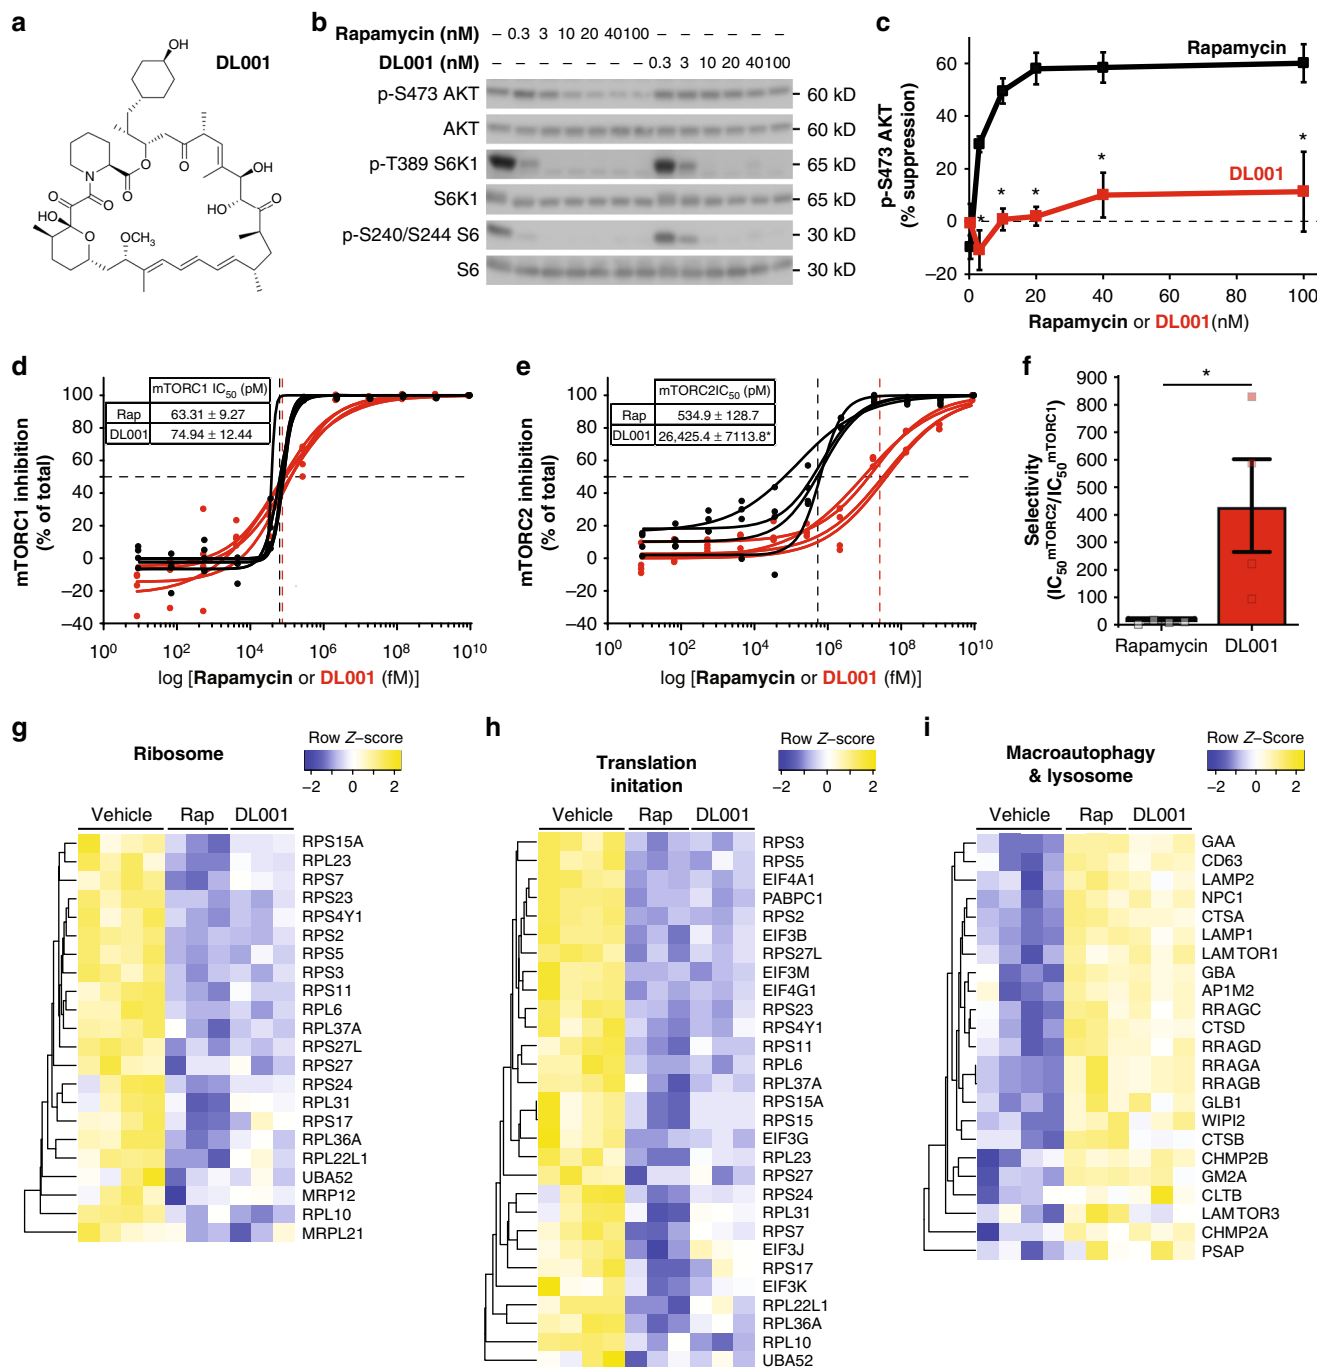 a
OH
DL001
O
O
O
N
O
O
O
HO
O
OCH3
OH
HO
O
b
Rapamycin (nM) – 0.3 3 10 20 40 100 – – – – – –
DL001 (nM) – – – – – – – 0.3 3 10 20 40 100
p-S473 AKT 60 kD
AKT 60 kD
p-T389 S6K1 65 kD
S6K1 65 kD
p-S240/S244 S6 30 kD
S6 30 kD
c
p-S473 AKT
(% suppression)
60
40
20
0
–20
Rapamycin
DL001
* * * * *
0 20 40 60 80 100
Rapamycin or DL001(nM)
d
mTORC1 inhibition
(% of total)
100
80
60
40
20
0
–20
–40
mTORC1 IC50 (pM)
Rap 63.31 ± 9.27
DL001 74.94 ± 12.44
10^0 10^2 10^4 10^6 10^8 10^10
log [Rapamycin or DL001 (fM)]
e
mTORC2 inhibition
(% of total)
100
80
60
40
20
0
–20
–40
mTORC2IC50 (pM)
Rap 534.9 ± 128.7
DL001 26,425.4 ± 7113.8*
10^0 10^2 10^4 10^6 10^8 10^10
log [Rapamycin or DL001 (fM)]
f
Selectivity
(IC50 mTORC2/IC50 mTORC1)
900
800
700
600
500
400
300
200
100
0
*
Rapamycin DL001
g
Ribosome
Row Z–score
–2 0 2
Vehicle Rap DL001
RPS15A
RPL23
RPS7
RPS23
RPS4Y1
RPS2
RPS5
RPS3
RPS11
RPL6
RPL37A
RPS27L
RPS27
RPS24
RPL31
RPS17
RPL36A
RPL22L1
UBA52
MRP12
RPL10
MRPL21
h
Translation
initation
Row Z–score
–2 0 2
Vehicle Rap DL001
RPS3
RPS5
EIF4A1
PABPC1
RPS2
EIF3B
RPS27L
EIF3M
EIF4G1
RPS23
RPS4Y1
RPS11
RPL6
RPL37A
RPS15A
RPS15
EIF3G
RPL23
RPS27
RPS24
RPL31
RPS7
EIF3J
RPS17
EIF3K
RPL22L1
RPL36A
RPL10
UBA52
i
Macroautophagy
& lysosome
Row Z–Score
–2 0 2
Vehicle Rap DL001
GAA
CD63
LAMP2
NPC1
CTSA
LAMP1
LAMTOR1
GBA
AP1M2
RRAGC
CTSD
RRAGD
RRAGA
RRAGB
GLB1
WIPI2
CTSB
CHMP2B
GM2A
CLTB
LAMTOR3
CHMP2A
PSAP